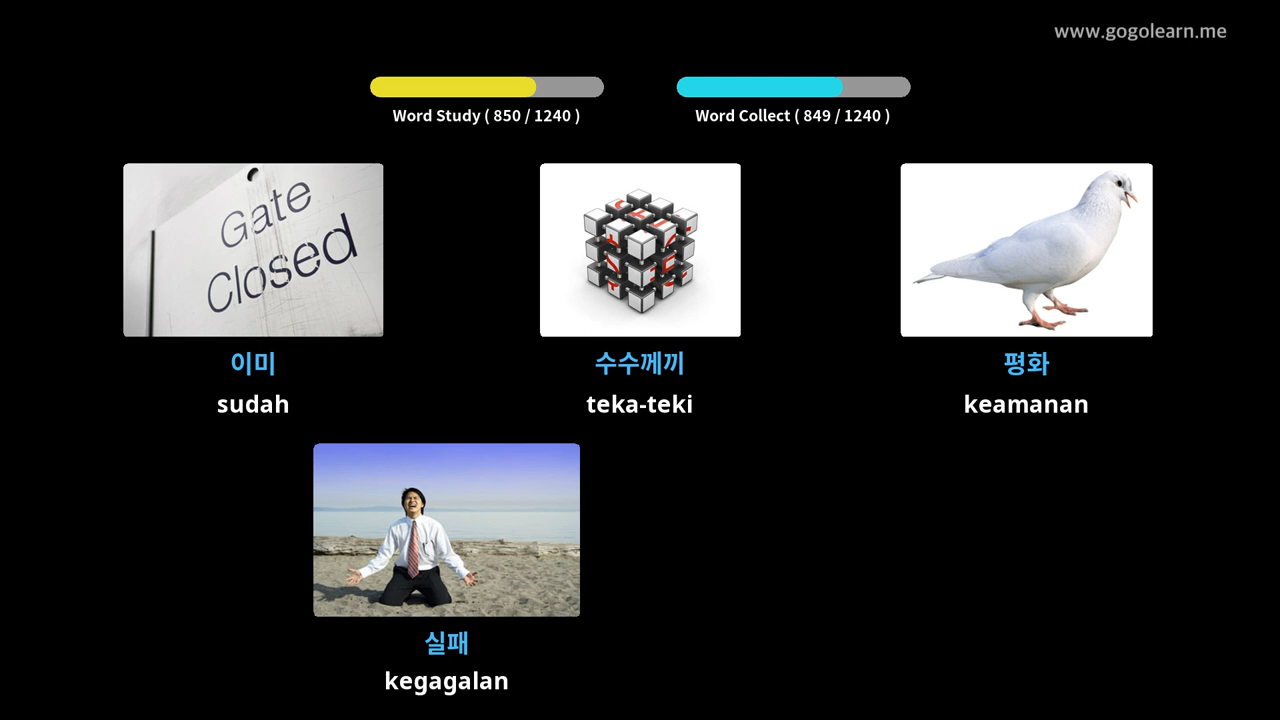 www.gogolearn.me
Word Study ( 850 / 1240 )
Word Collect ( 849 / 1240 )
Gate
Closed
이미
sudah
수수께끼
teka-teki
평화
keamanan
실패
kegagalan